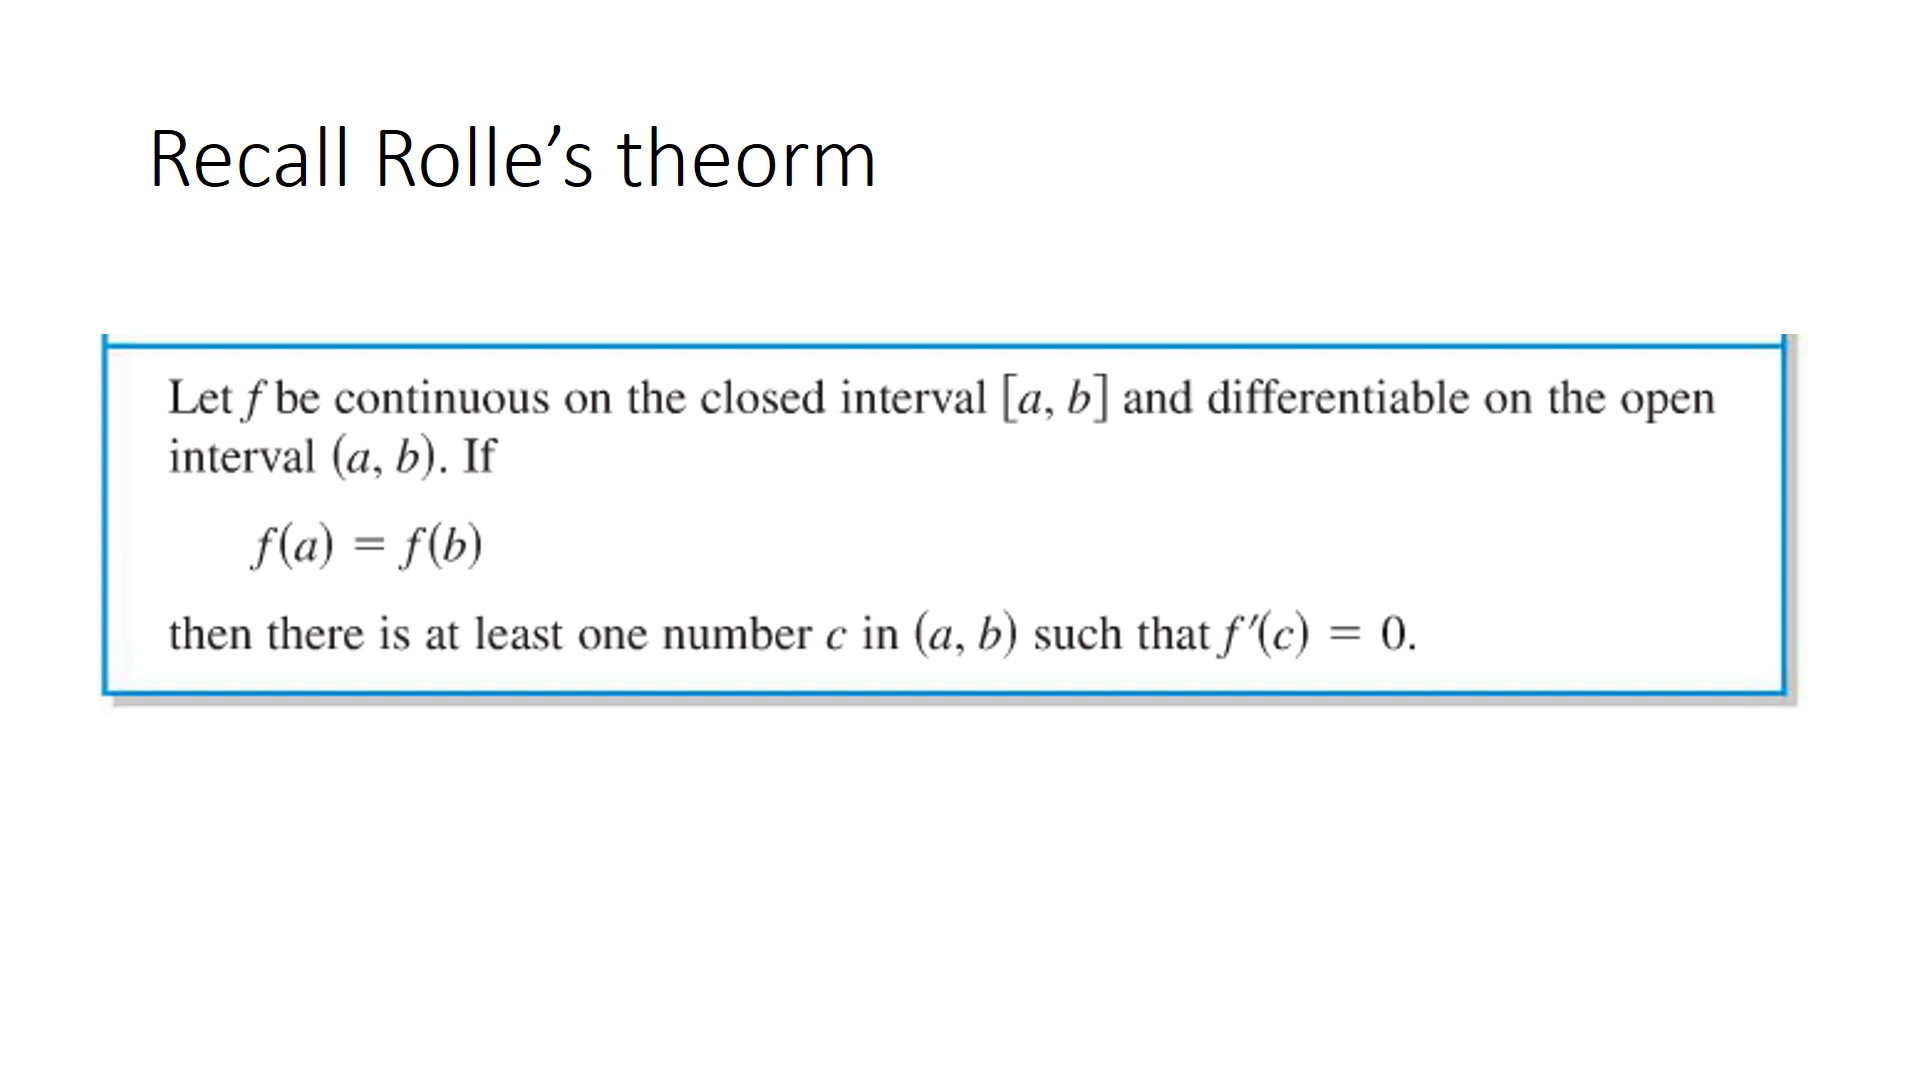 Recall Rolle’s theorm
Let f be continuous on the closed interval [a, b] and differentiable on the open
interval (a, b). If
f(a) = f(b)
then there is at least one number c in (a, b) such that f′(c) = 0.